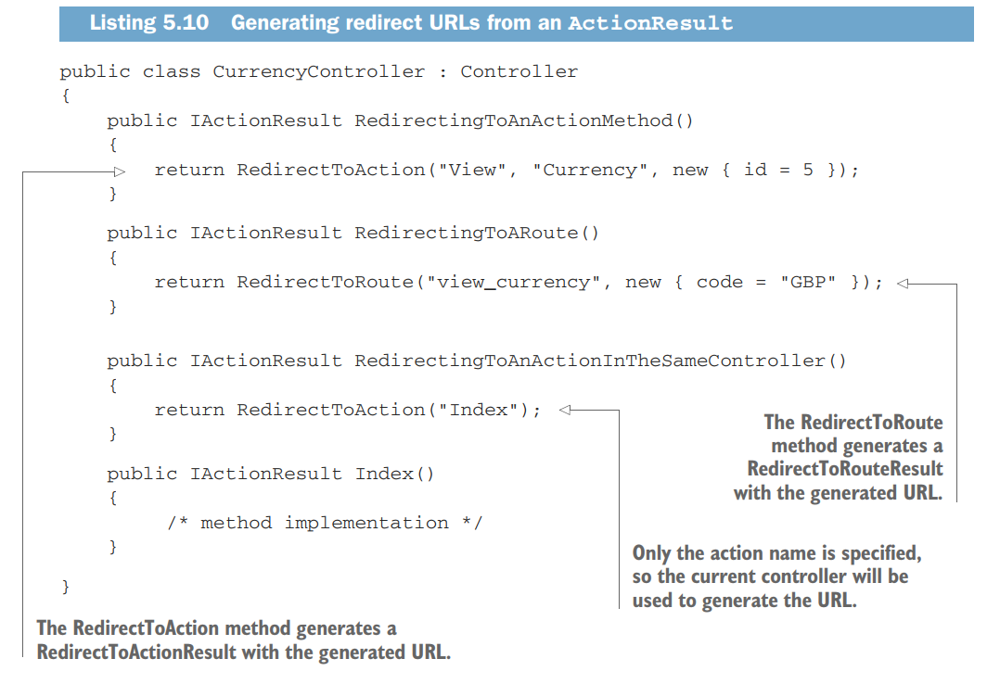 Listing 5.10 Generating redirect URLs from an ActionResult
public class CurrencyController : Controller
{
public IActionResult RedirectingToAnActionMethod()
{
return RedirectToAction("View", "Currency", new { id = 5 });
}
public IActionResult RedirectingToARoute()
{
return RedirectToRoute("view_currency", new { code = "GBP" });
}
public IActionResult RedirectingToAnActionInTheSameController()
{
return RedirectToAction("Index");
}
public IActionResult Index()
{
/* method implementation */
}
}
The RedirectToRoute
method generates a
RedirectToRouteResult
with the generated URL.
Only the action name is specified,
so the current controller will be
used to generate the URL.
The RedirectToAction method generates a
RedirectToActionResult with the generated URL.